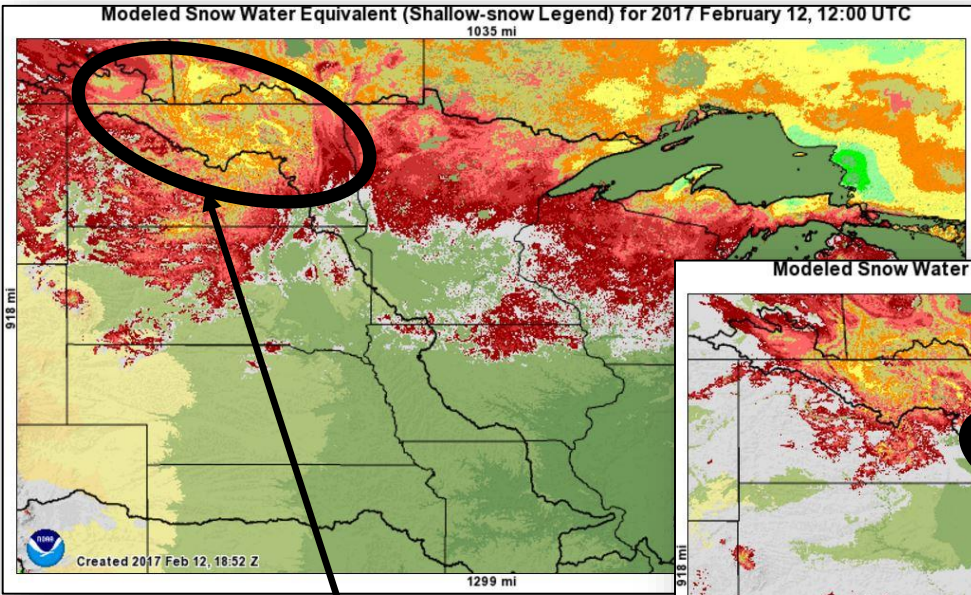 Modeled Snow Water Equivalent (Shallow-snow Legend) for 2017 February 12, 12:00 UTC
1035 mi
918 mi
Modeled Snow Water
918 mi
NOAA
Created 2017 Feb 12, 18:52 Z
1299 mi